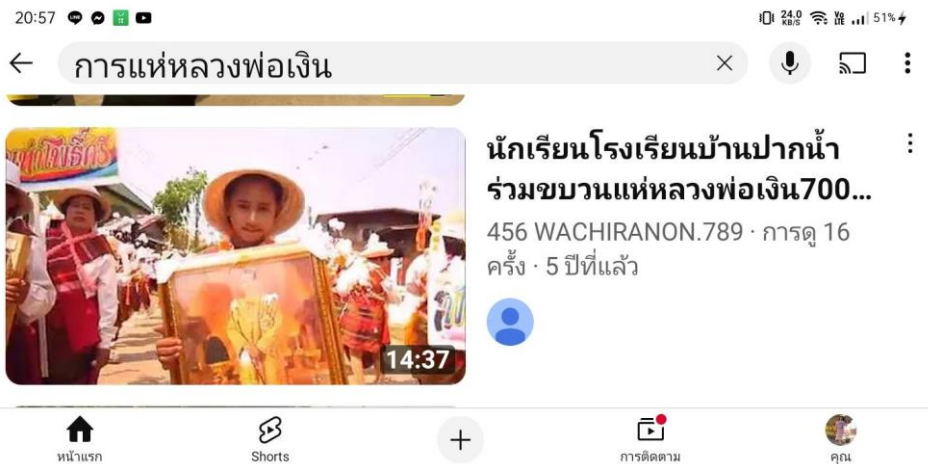 20:57
24.0
KB/S
51%
การแห่หลวงพ่อเงิน
นักเรียนโรงเรียนบ้านปากน้ำ
ร่วมขบวนแห่หลวงพ่อเงิน700...
456 WACHIRANON.789 · การดู 16
ครั้ง · 5 ปีที่แล้ว
14:37
หน้าแรก
Shorts
การติดตาม
คุณ